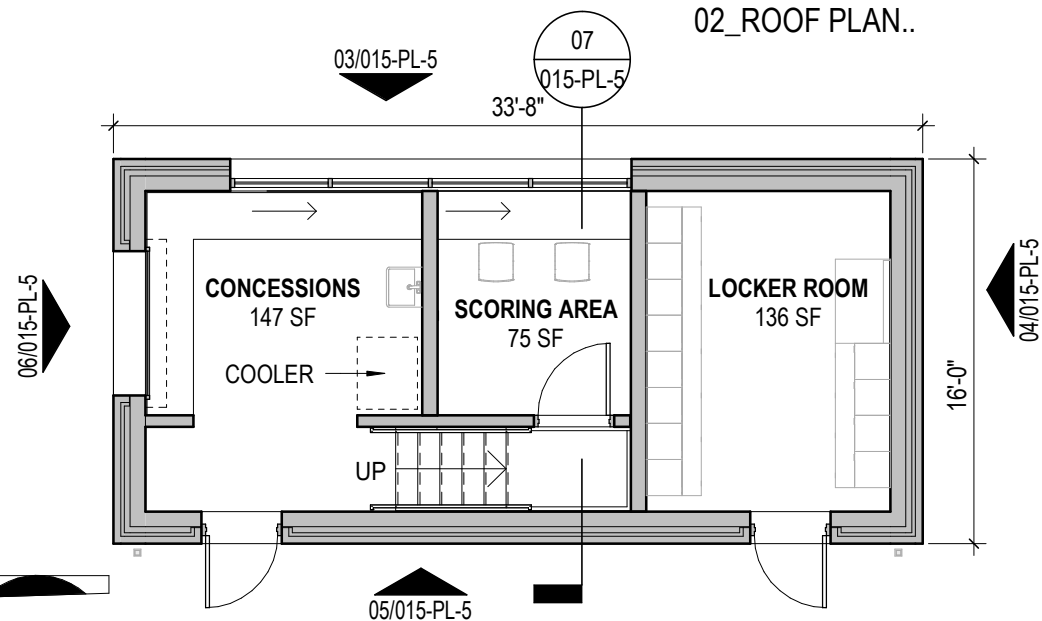 02_ROOF PLAN..
07
015-PL-5
03/015-PL-5
33'-8"
06/015-PL-5
CONCESSIONS
147 SF
SCORING AREA
75 SF
LOCKER ROOM
136 SF
04/015-PL-5
COOLER
16'-0"
UP
05/015-PL-5